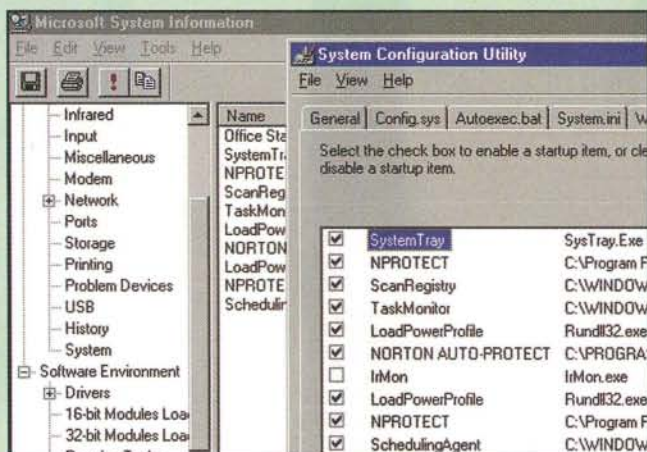 Microsoft System Information
File Edit View Tools Help
Infrared
Input
Miscellaneous
Modem
Network
Ports
Storage
Printing
Problem Devices
USB
History
System
Software Environment
Drivers
16-bit Modules Loa
32-bit Modules Loa
Name
Office Sta
SystemTr
NPROTE
ScanReg
TaskMon
LoadPow
NORTON
LoadPow
NPROTE
Schedulin
System Configuration Utility
File View Help
General Config.sys Autoexec.bat System.ini W
Select the check box to enable a startup item, or cle
disable a startup item.
SystemTray SysTray.Exe
NPROTECT C:\Program F
ScanRegistry C:\WINDOW
TaskMonitor C:\WINDOW
LoadPowerProfile Rundll32.exe
NORTON AUTO-PROTECT C:\PROGRA
IrMon IrMon.exe
LoadPowerProfile Rundll32.exe
NPROTECT C:\Program F
SchedulingAgent C:\WINDOW